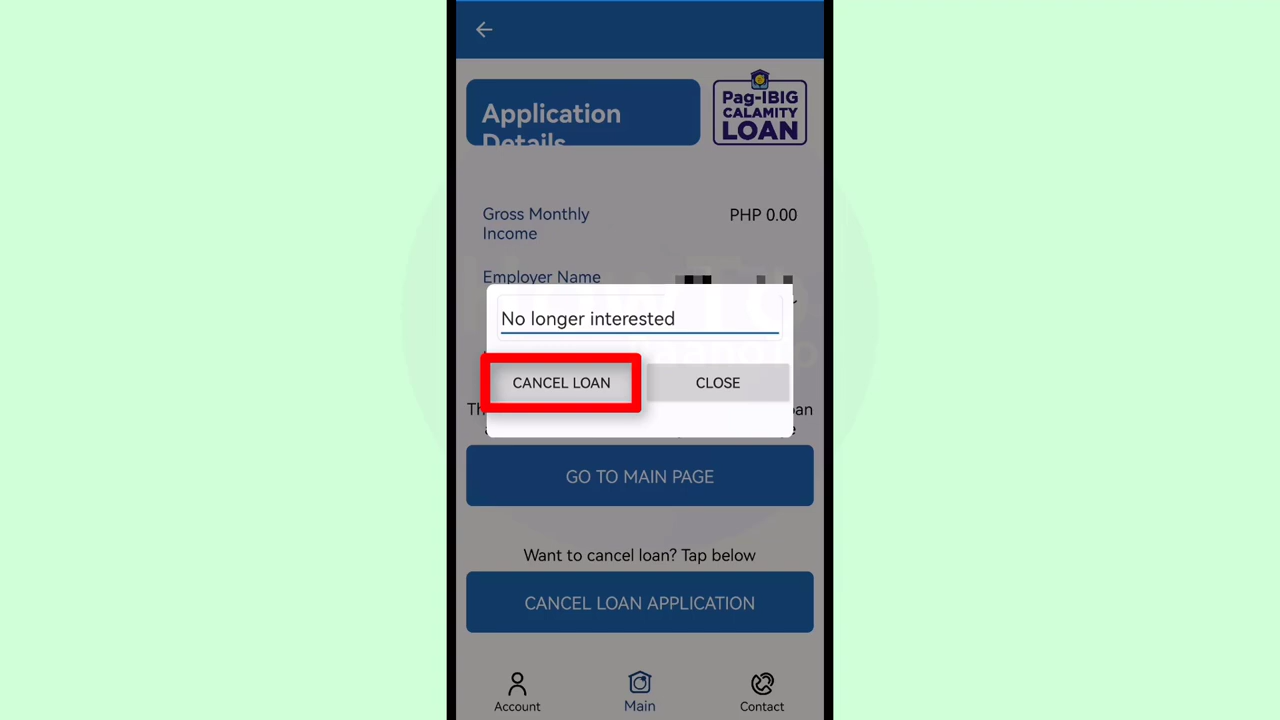 Application
Details
Pag-IBIG
CALAMITY
LOAN
Gross Monthly
Income
PHP 0.00
Employer Name
No longer interested
CANCEL LOAN
CLOSE
GO TO MAIN PAGE
Want to cancel loan? Tap below
CANCEL LOAN APPLICATION
Account
Main
Contact